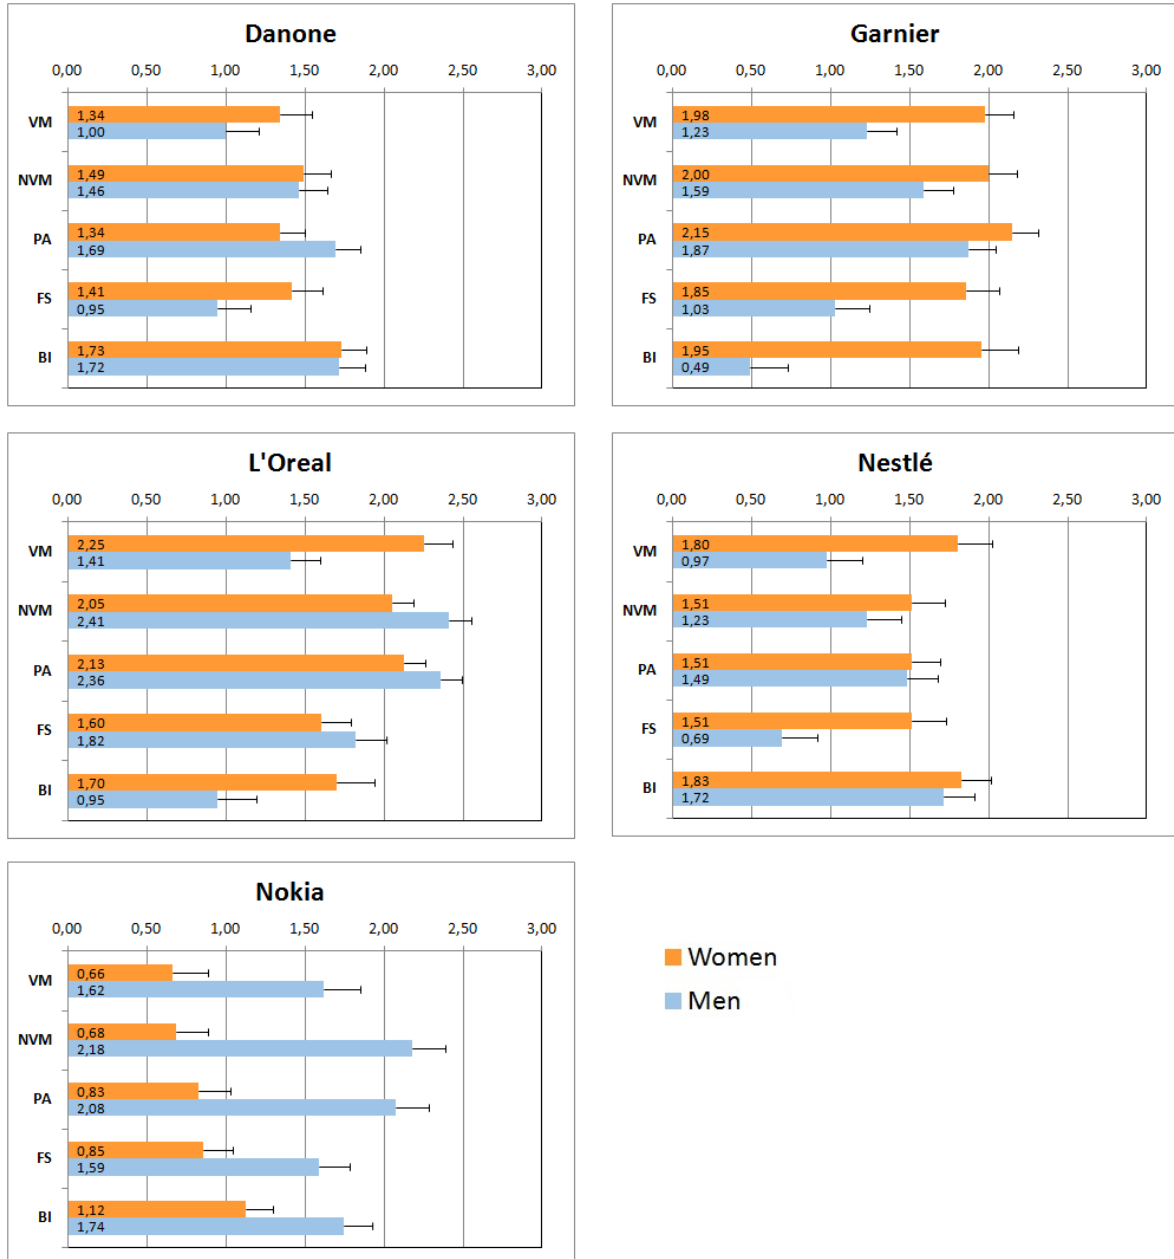 Danone
0,00 0,50 1,00 1,50 2,00 2,50 3,00
VM 1,34
1,00
NVM 1,49
1,46
PA 1,34
1,69
FS 1,41
0,95
BI 1,73
1,72
Garnier
0,00 0,50 1,00 1,50 2,00 2,50 3,00
VM 1,98
1,23
NVM 2,00
1,59
PA 2,15
1,87
FS 1,85
1,03
BI 1,95
0,49
L'Oreal
0,00 0,50 1,00 1,50 2,00 2,50 3,00
VM 2,25
1,41
NVM 2,05
2,41
PA 2,13
2,36
FS 1,60
1,82
BI 1,70
0,95
Nestlé
0,00 0,50 1,00 1,50 2,00 2,50 3,00
VM 1,80
0,97
NVM 1,51
1,23
PA 1,51
1,49
FS 1,51
0,69
BI 1,83
1,72
Nokia
0,00 0,50 1,00 1,50 2,00 2,50 3,00
VM 0,66
1,62
NVM 0,68
2,18
PA 0,83
2,08
FS 0,85
1,59
BI 1,12
1,74
Women
Men